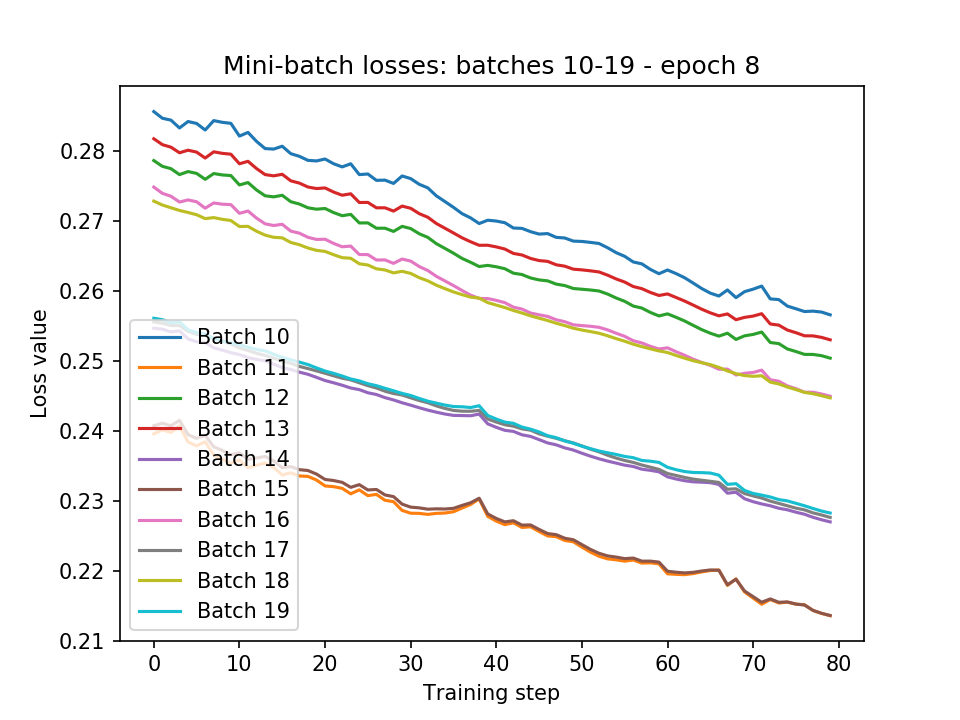 Mini-batch losses: batches 10-19 - epoch 8
Loss value
0.28
0.27
0.26
0.25
0.24
0.23
0.22
0.21
Batch 10
Batch 11
Batch 12
Batch 13
Batch 14
Batch 15
Batch 16
Batch 17
Batch 18
Batch 19
0 10 20 30 40 50 60 70 80
Training step